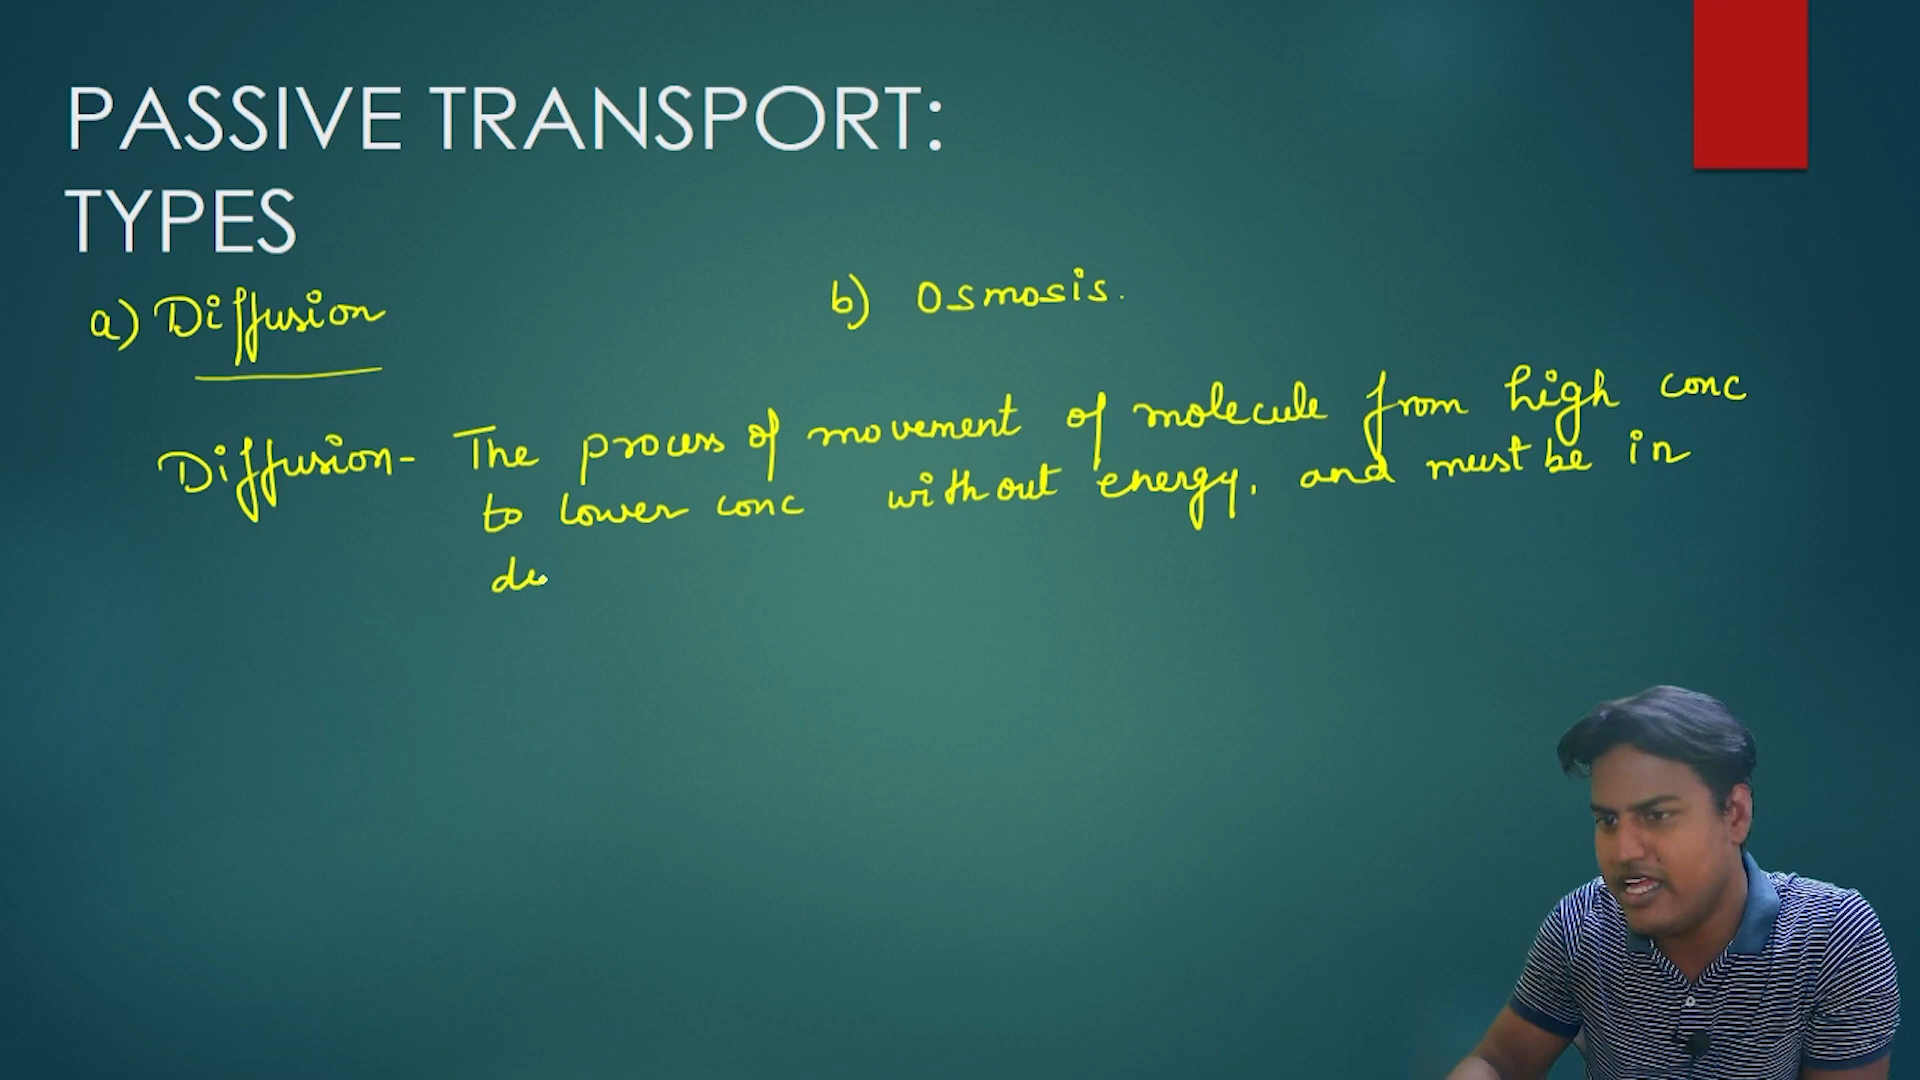 PASSIVE TRANSPORT:
TYPES
a) Diffusion
b) Osmosis.
Diffusion- The process of movement of molecule from high conc
to lower conc without energy, and must be in